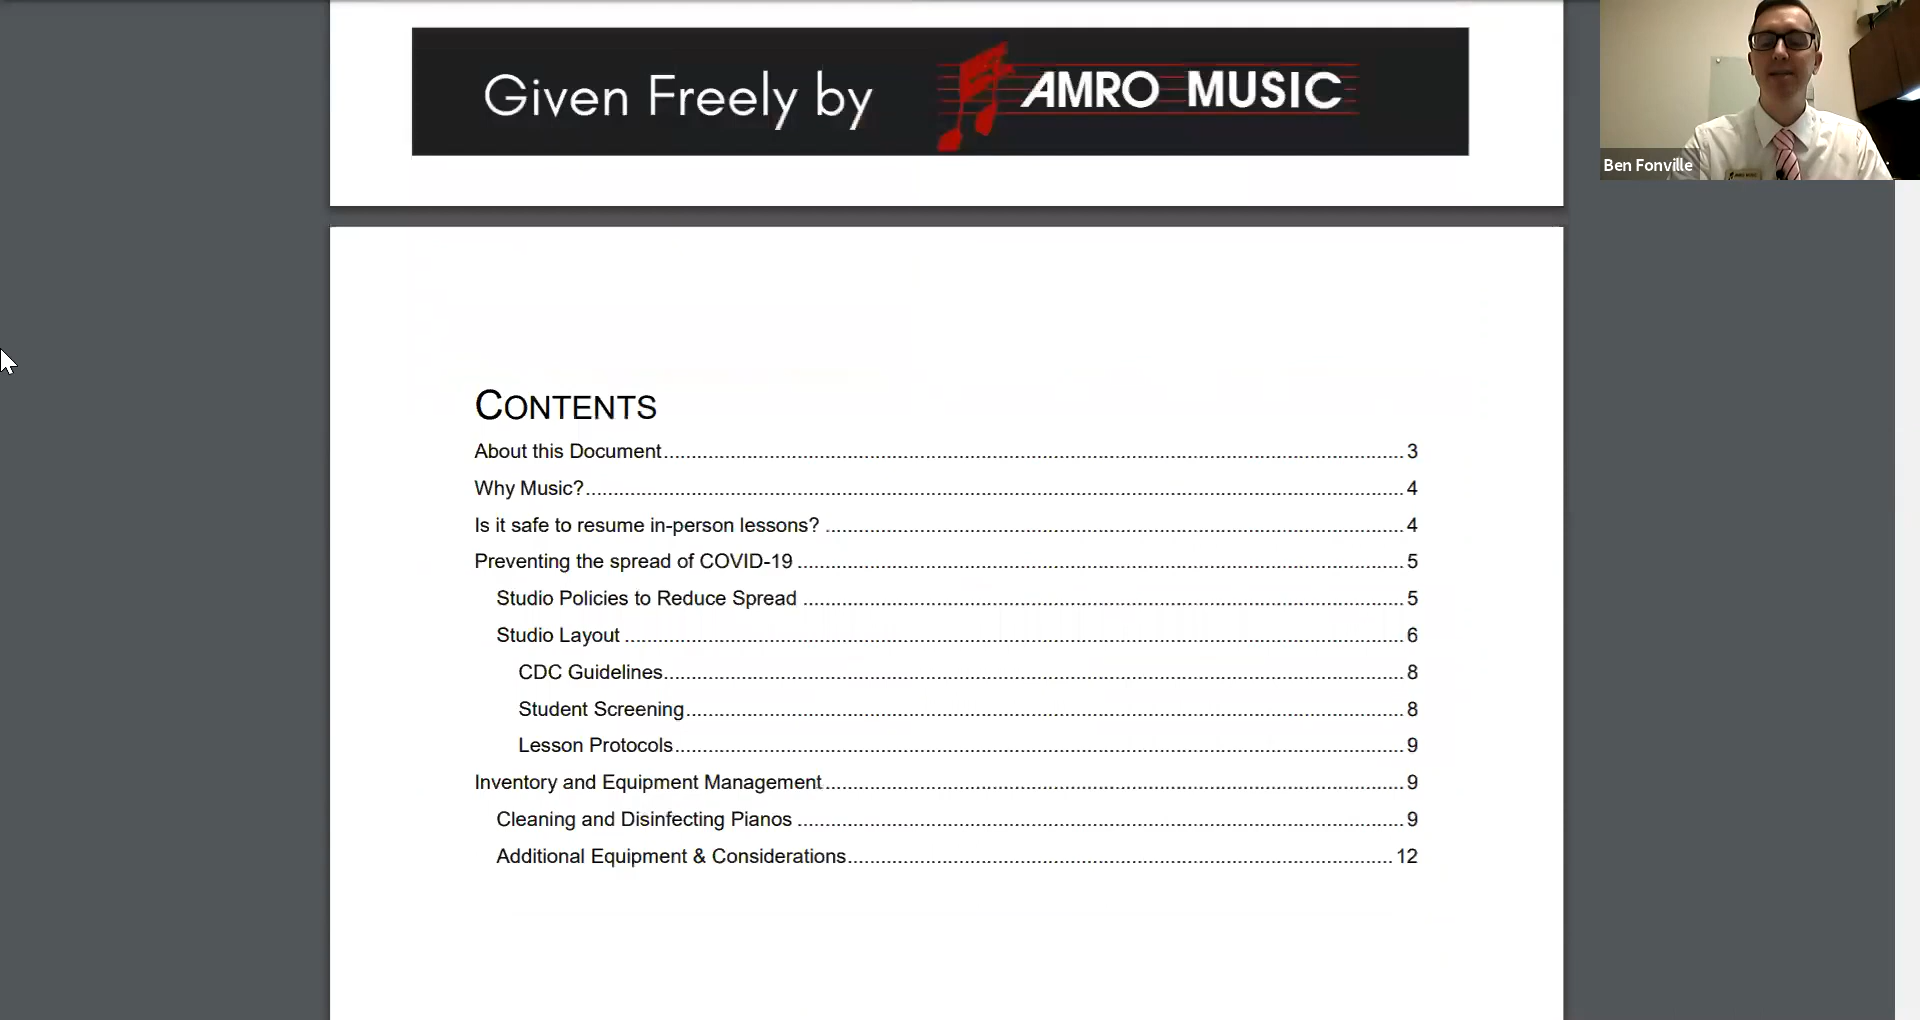 Given Freely by AMRO MUSIC
Ben Fonville
CONTENTS
About this Document 3
Why Music? 4
Is it safe to resume in-person lessons? 4
Preventing the spread of COVID-19 5
Studio Policies to Reduce Spread 5
Studio Layout 6
CDC Guidelines 8
Student Screening 8
Lesson Protocols 9
Inventory and Equipment Management 9
Cleaning and Disinfecting Pianos 9
Additional Equipment & Considerations 12